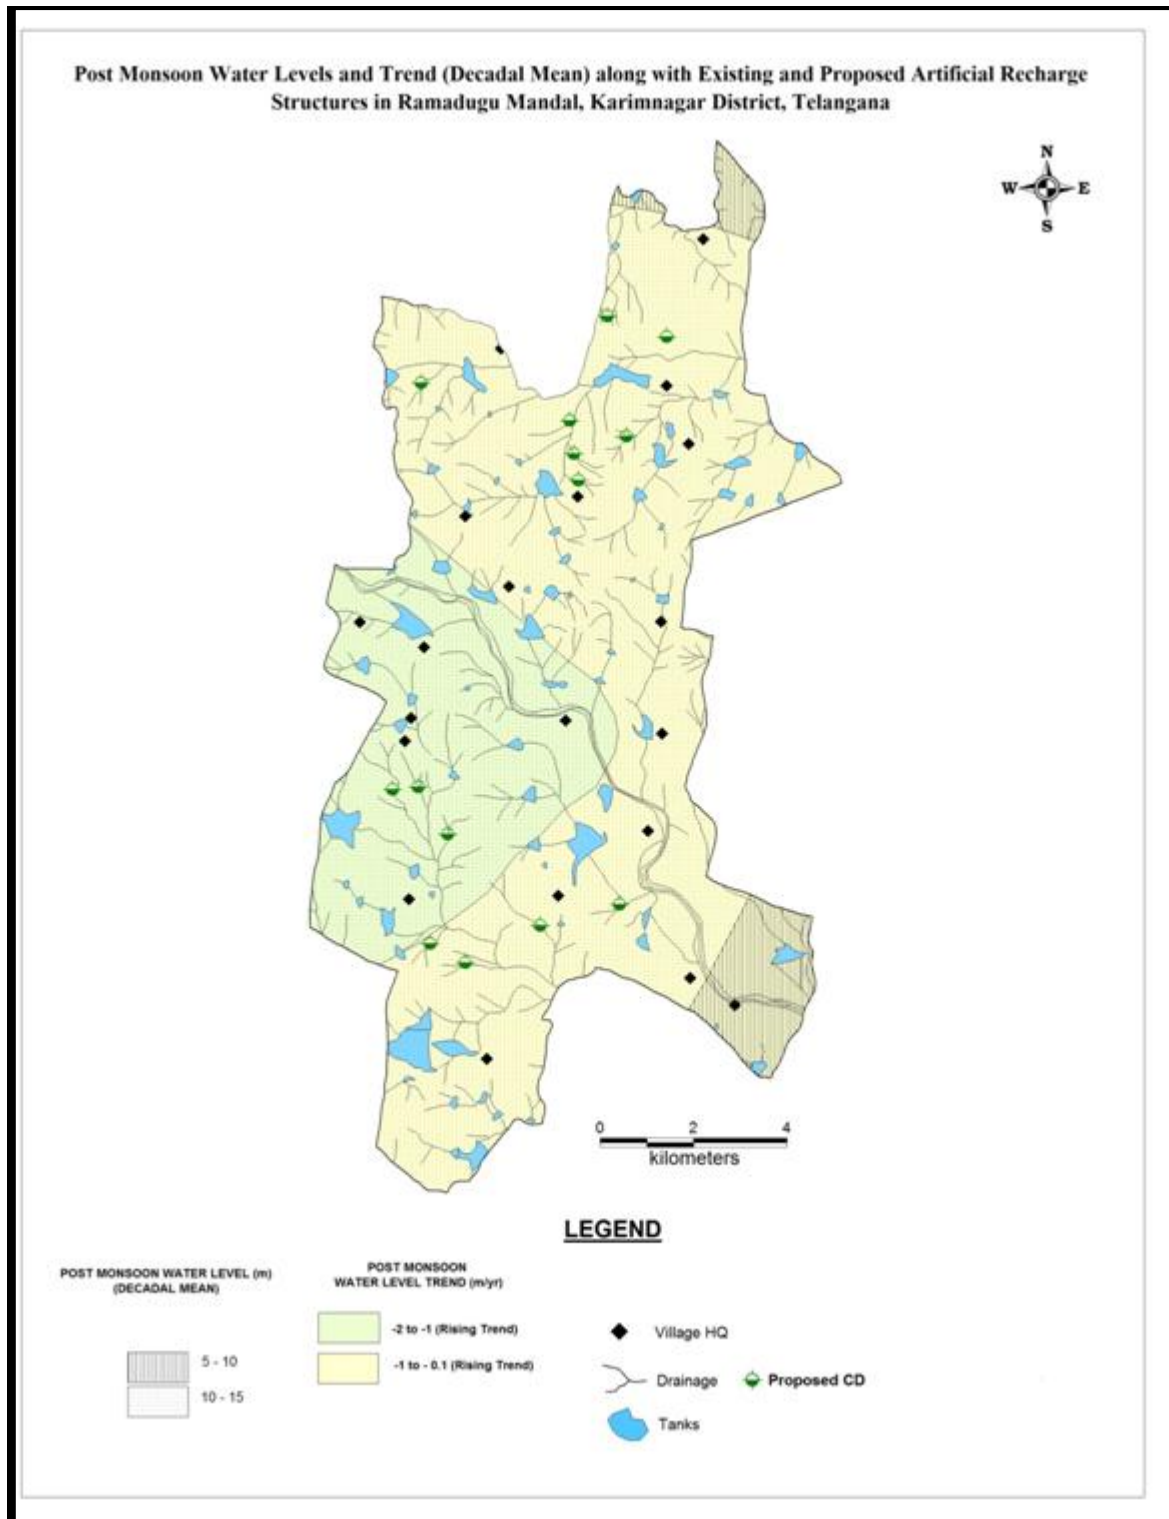 Post Monsoon Water Levels and Trend (Decadal Mean) along with Existing and Proposed Artificial Recharge
Structures in Ramadugu Mandal, Karimnagar District, Telangana
N
W E
S
0 2 4
kilometers
LEGEND
POST MONSOON WATER LEVEL (m)
(DECADAL MEAN)
5 - 10
10 - 15
POST MONSOON
WATER LEVEL TREND (m/yr)
-2 to -1 (Rising Trend)
-1 to - 0.1 (Rising Trend)
Village HQ
Drainage
Proposed CD
Tanks